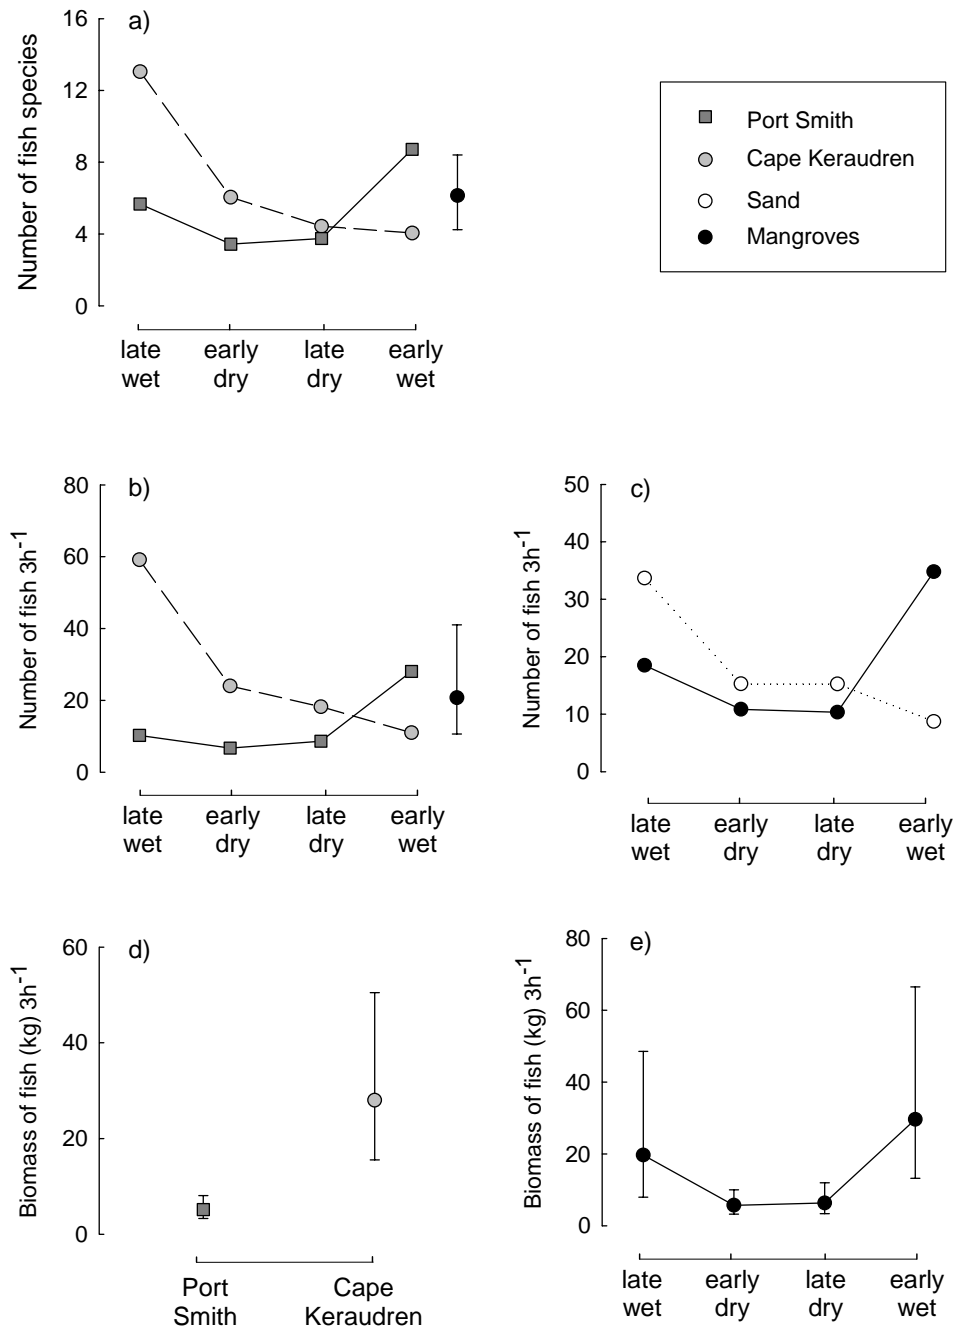 a)
Number of fish species
16
12
8
4
0
late
wet
early
dry
late
dry
early
wet
Port Smith
Cape Keraudren
Sand
Mangroves
b)
Number of fish 3h-1
80
60
40
20
0
late
wet
early
dry
late
dry
early
wet
c)
Number of fish 3h-1
50
40
30
20
10
0
late
wet
early
dry
late
dry
early
wet
d)
Biomass of fish (kg) 3h-1
60
40
20
0
Port
Smith
Cape
Keraudren
e)
Biomass of fish (kg) 3h-1
80
60
40
20
0
late
wet
early
dry
late
dry
early
wet